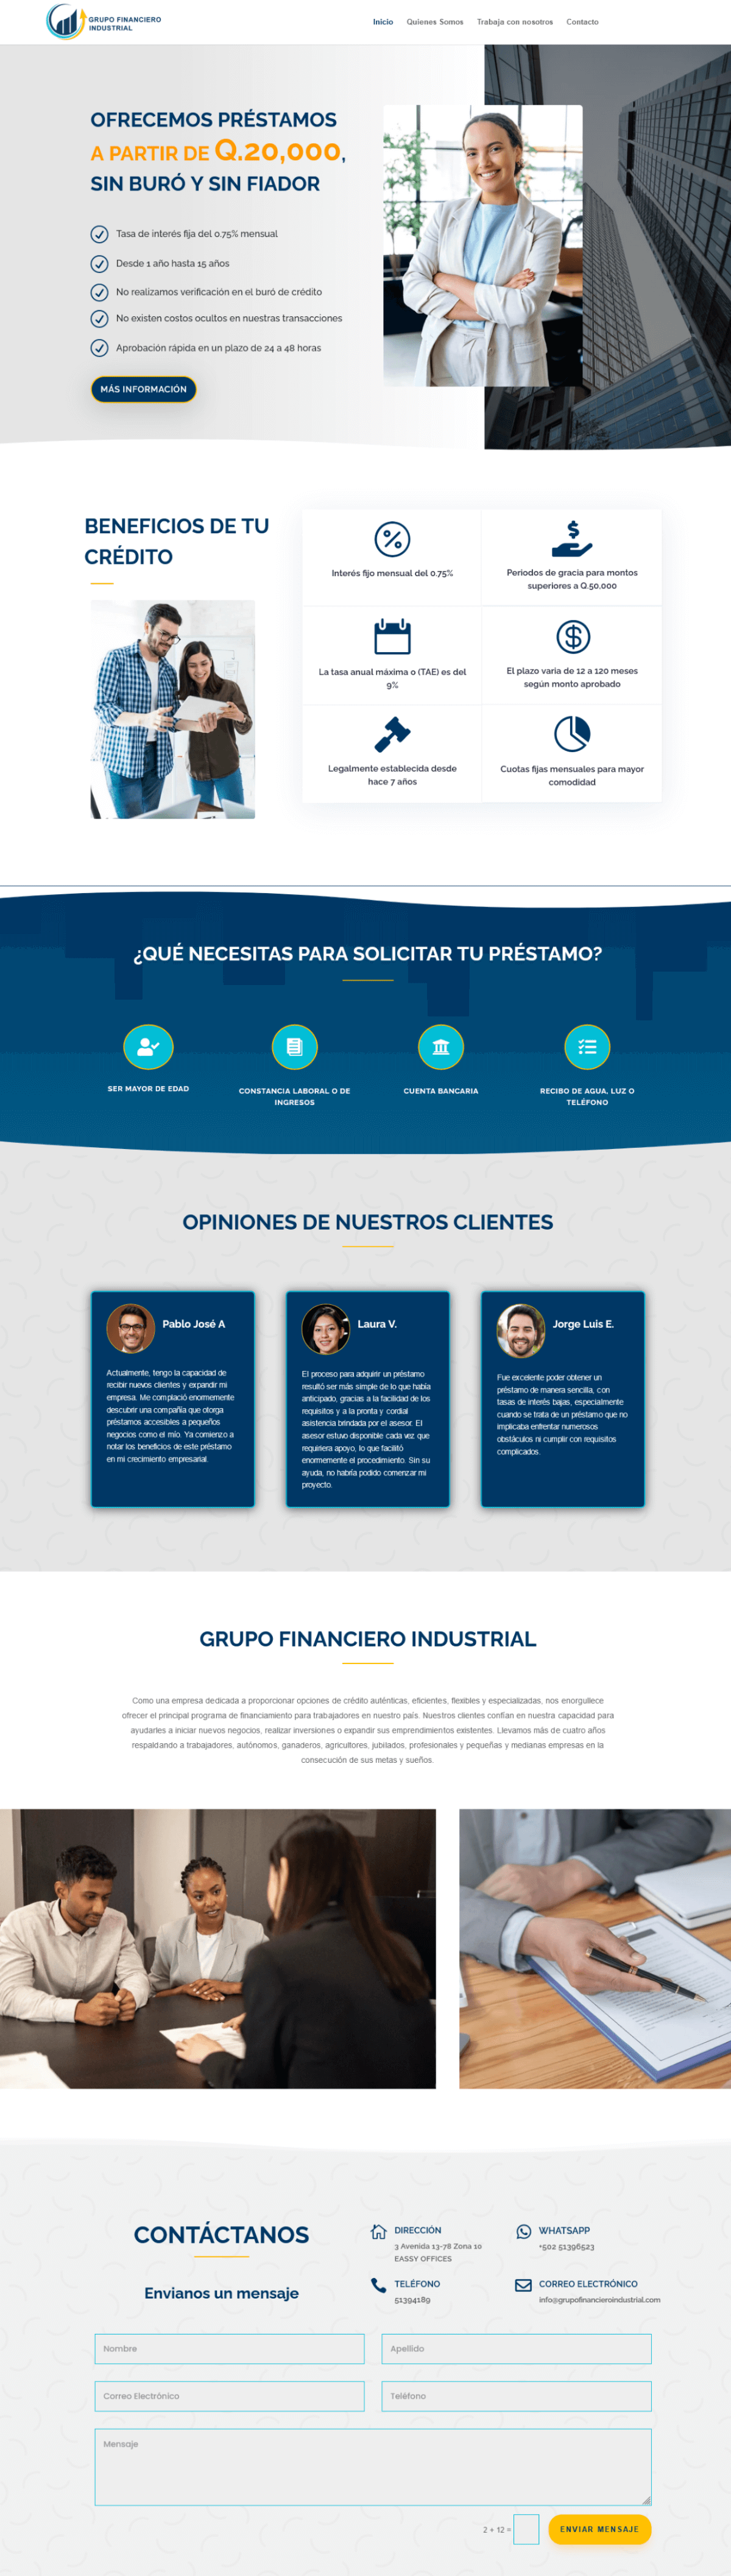 GRUPO FINANCIERO
INDUSTRIAL
Inicio
Quienes Somos
Trabaja con nosotros
Contacto
OFRECEMOS PRÉSTAMOS
A PARTIR DE Q.20,000,
SIN BURÓ Y SIN FIADOR
Tasa de interés fija del 0.75% mensual
Desde 1 año hasta 15 años
No realizamos verificación en el buró de crédito
No existen costos ocultos en nuestras transacciones
Aprobación rápida en un plazo de 24 a 48 horas
MÁS INFORMACIÓN
BENEFICIOS DE TU
CRÉDITO
Interés fijo mensual del 0.75%
Periodos de gracia para montos
superiores a Q.50,000
La tasa anual máxima o (TAE) es del
9%
El plazo varia de 12 a 120 meses
según monto aprobado
Legalmente establecida desde
hace 7 años
Cuotas fijas mensuales para mayor
comodidad
¿QUÉ NECESITAS PARA SOLICITAR TU PRÉSTAMO?
SER MAYOR DE EDAD
CONSTANCIA LABORAL O DE
INGRESOS
CUENTA BANCARIA
RECIBO DE AGUA, LUZ O
TELÉFONO
OPINIONES DE NUESTROS CLIENTES
Pablo José A
Actualmente, tengo la capacidad de
recibir nuevos clientes y expandir mi
empresa. Me complació enormemente
descubrir una compañía que otorga
préstamos accesibles a pequeños
negocios como el mío. Ya comienzo a
notar los beneficios de este préstamo
en mi crecimiento empresarial.
Laura V.
El proceso para adquirir un préstamo
resultó ser más simple de lo que había
anticipado, gracias a la facilidad de los
requisitos y a la pronta y cordial
asistencia brindada por el asesor. El
asesor estuvo disponible cada vez que
requiriera apoyo, lo que facilitó
enormemente el procedimiento. Sin su
ayuda, no habría podido comenzar mi
proyecto.
Jorge Luis E.
Fue excelente poder obtener un
préstamo de manera sencilla, con
tasas de interés bajas, especialmente
cuando se trata de un préstamo que no
implicaba enfrentar numerosos
obstáculos ni cumplir con requisitos
complicados.
GRUPO FINANCIERO INDUSTRIAL
Como una empresa dedicada a proporcionar opciones de crédito auténticas, eficientes, flexibles y especializadas, nos enorgullece
ofrecer el principal programa de financiamiento para trabajadores en nuestro país. Nuestros clientes confían en nuestra capacidad para
ayudarles a iniciar nuevos negocios, realizar inversiones o expandir sus emprendimientos existentes. Llevamos más de cuatro años
respaldando a trabajadores, autónomos, ganaderos, agricultores, jubilados, profesionales y pequeñas y medianas empresas en la
consecución de sus metas y sueños.
CONTÁCTANOS
Envianos un mensaje
DIRECCIÓN
3 Avenida 13-78 Zona 10
EASSY OFFICES
WHATSAPP
+502 51396523
TELÉFONO
51394189
CORREO ELECTRÓNICO
info@grupofinancieroindustrial.com
Nombre
Apellido
Correo Electrónico
Teléfono
Mensaje
2 + 12 =
ENVIAR MENSAJE